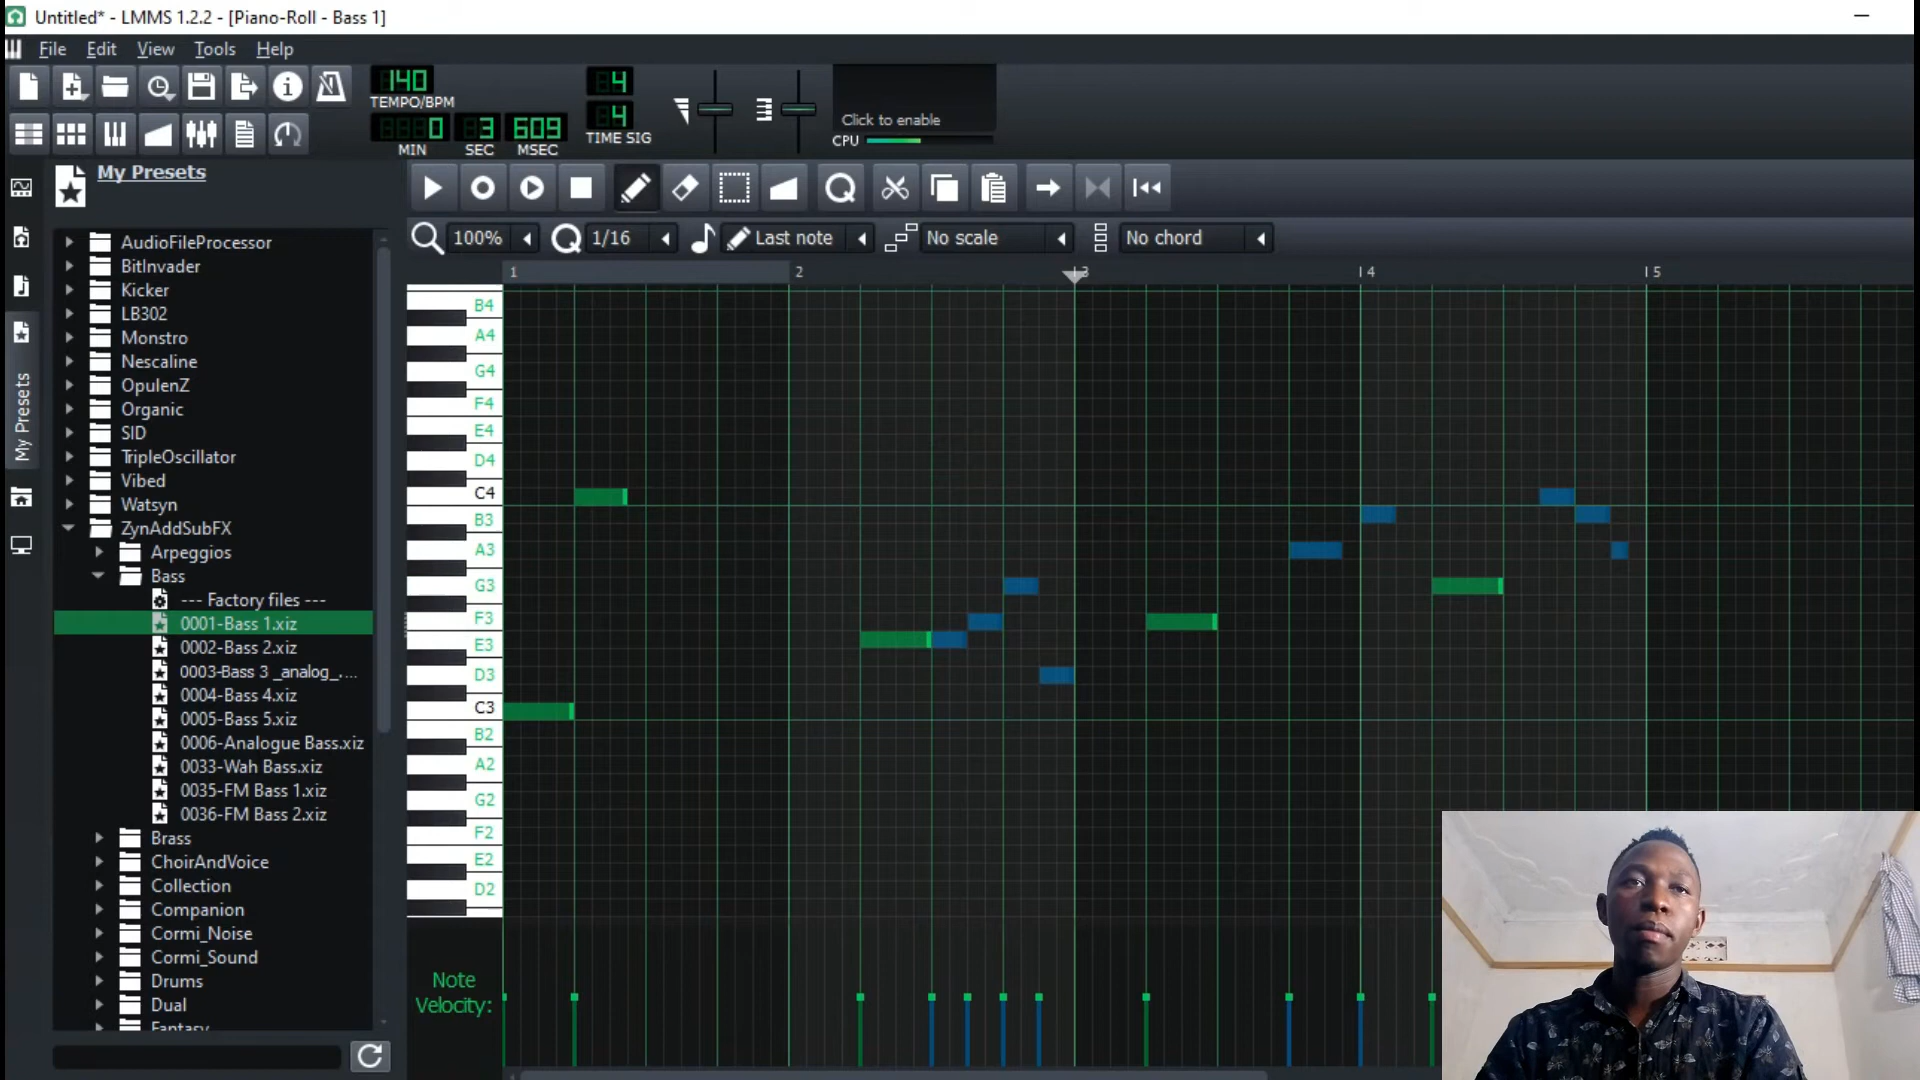 Untitled* - LMMS 1.2.2 - [Piano-Roll - Bass 1]
File Edit View Tools Help
140
TEMPO/BPM
0 3 609
MIN SEC MSEC
4
4
TIME SIG
Click to enable
CPU
My Presets
My Presets
AudioFileProcessor
BitInvader
Kicker
LB302
Monstro
Nescaline
OpulenZ
Organic
SID
TripleOscillator
Vibed
Watsyn
ZynAddSubFX
Arpeggios
Bass
--- Factory files ---
0001-Bass 1.xiz
0002-Bass 2.xiz
0003-Bass 3 _analog_....
0004-Bass 4.xiz
0005-Bass 5.xiz
0006-Analogue Bass.xiz
0033-Wah Bass.xiz
0035-FM Bass 1.xiz
0036-FM Bass 2.xiz
Brass
ChoirAndVoice
Collection
Companion
Cormi_Noise
Cormi_Sound
Drums
Dual
Fantasy
100% 1/16 Last note No scale No chord
1 2 3 4 5
B4
A4
G4
F4
E4
D4
C4
B3
A3
G3
F3
E3
D3
C3
B2
A2
G2
F2
E2
D2
Note
Velocity: